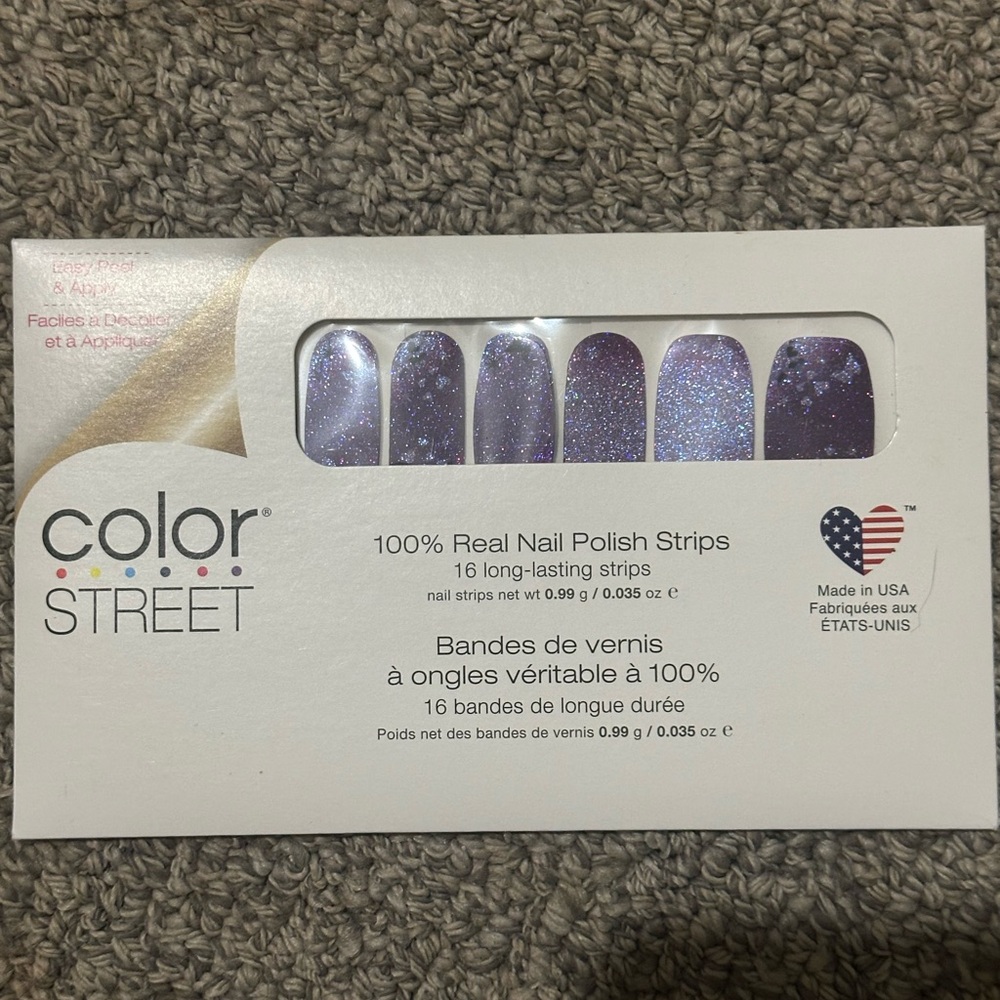 Easy Peel
& Apply
Faciles à Décoller
et à Appliquer
color®
STREET
100% Real Nail Polish Strips
16 long-lasting strips
nail strips net wt 0.99 g / 0.035 oz ℮
Bandes de vernis
à ongles véritable à 100%
16 bandes de longue durée
Poids net des bandes de vernis 0.99 g / 0.035 oz ℮
™
Made in USA
Fabriquées aux
ÉTATS-UNIS